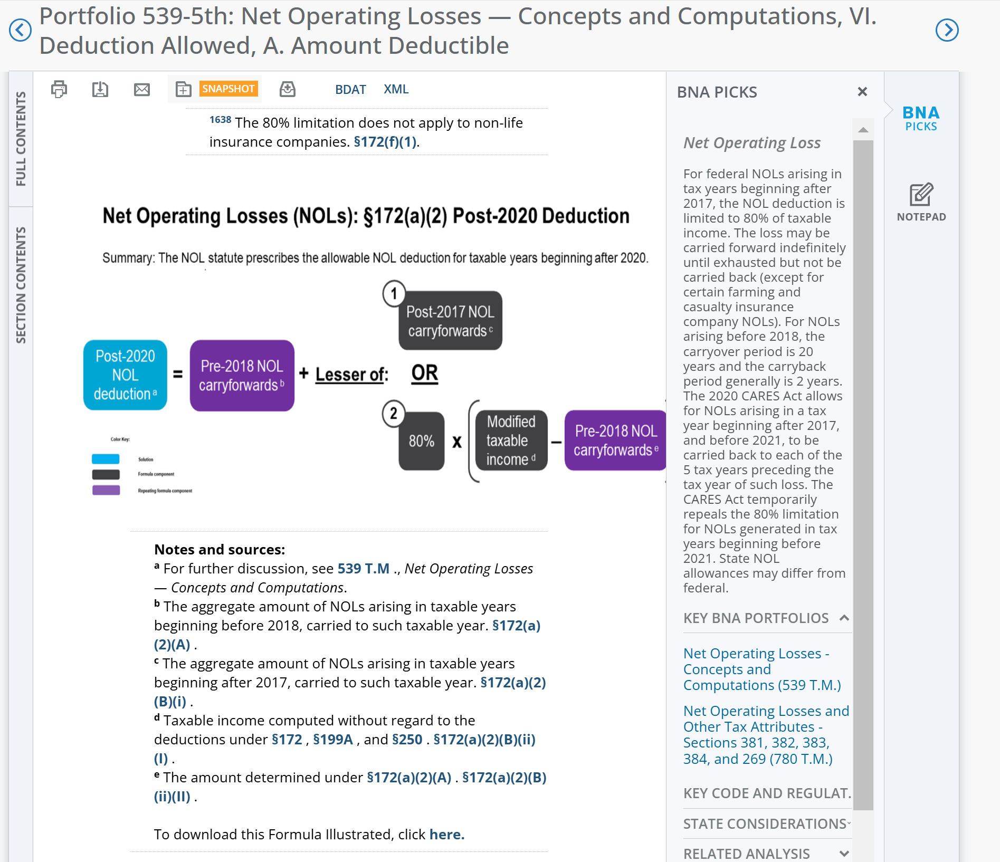 Portfolio 539-5th: Net Operating Losses — Concepts and Computations, VI.
Deduction Allowed, A. Amount Deductible
FULL CONTENTS
SECTION CONTENTS
SNAPSHOT
BDAT
XML
1638 The 80% limitation does not apply to non-life
insurance companies. §172(f)(1).
Net Operating Losses (NOLs): §172(a)(2) Post-2020 Deduction
Summary: The NOL statute prescribes the allowable NOL deduction for taxable years beginning after 2020.
1
Post-2017 NOL
carryforwards c
Post-2020
NOL
deduction a
=
Pre-2018 NOL
carryforwards b
+ Lesser of:
OR
2
80%
x
(
Modified
taxable
income d
–
Pre-2018 NOL
carryforwards e
Color Key:
Solution
Formula component
Repeating formula component
Notes and sources:
a For further discussion, see 539 T.M ., Net Operating Losses
— Concepts and Computations.
b The aggregate amount of NOLs arising in taxable years
beginning before 2018, carried to such taxable year. §172(a)
(2)(A) .
c The aggregate amount of NOLs arising in taxable years
beginning after 2017, carried to such taxable year. §172(a)(2)
(B)(i) .
d Taxable income computed without regard to the
deductions under §172 , §199A , and §250 . §172(a)(2)(B)(ii)
(I) .
e The amount determined under §172(a)(2)(A) . §172(a)(2)(B)
(ii)(II) .
To download this Formula Illustrated, click here.
BNA PICKS
Net Operating Loss
For federal NOLs arising in
tax years beginning after
2017, the NOL deduction is
limited to 80% of taxable
income. The loss may be
carried forward indefinitely
until exhausted but not be
carried back (except for
certain farming and
casualty insurance
company NOLs). For NOLs
arising before 2018, the
carryover period is 20
years and the carryback
period generally is 2 years.
The 2020 CARES Act allows
for NOLs arising in a tax
year beginning after 2017,
and before 2021, to be
carried back to each of the
5 tax years preceding the
tax year of such loss. The
CARES Act temporarily
repeals the 80% limitation
for NOLs generated in tax
years beginning before
2021. State NOL
allowances may differ from
federal.
KEY BNA PORTFOLIOS
Net Operating Losses -
Concepts and
Computations (539 T.M.)
Net Operating Losses and
Other Tax Attributes -
Sections 381, 382, 383,
384, and 269 (780 T.M.)
KEY CODE AND REGULAT.
STATE CONSIDERATIONS
RELATED ANALYSIS
BNA
PICKS
NOTEPAD